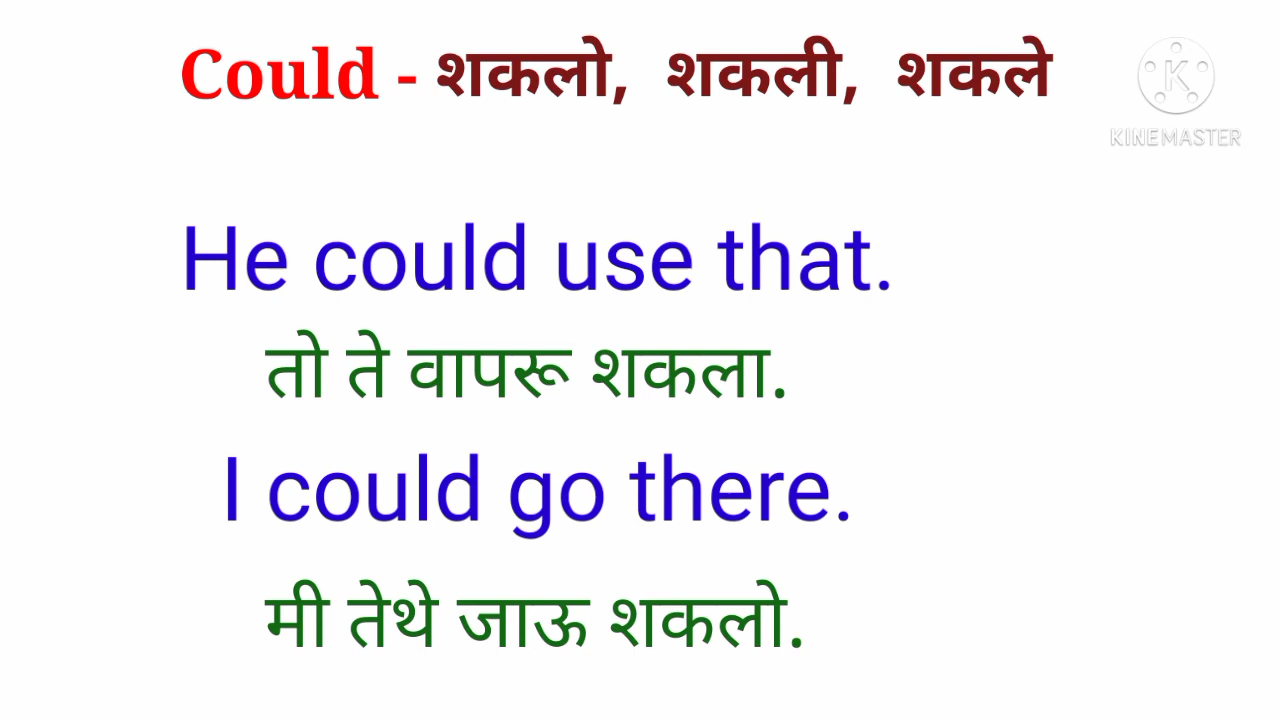 Could - शकलो, शकली, शकले
K
KINEMASTER
He could use that.
तो ते वापरू शकला.
I could go there.
मी तेथे जाऊ शकलो.